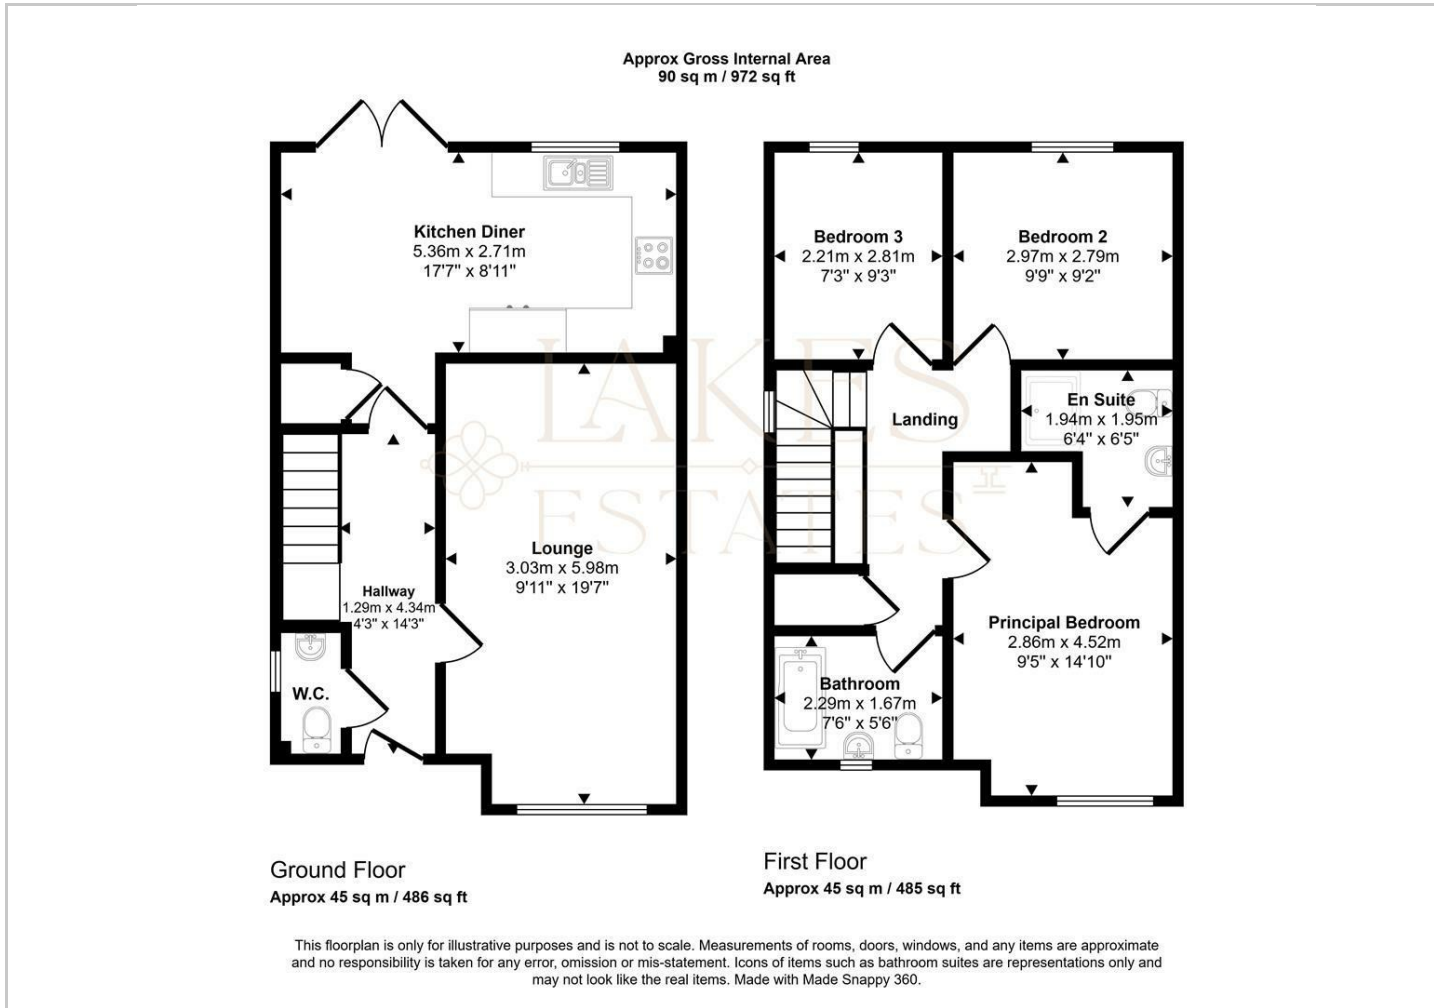 Approx Gross Internal Area
90 sq m / 972 sq ft
Kitchen Diner
5.36m x 2.71m
17'7" x 8'11"
Lounge
3.03m x 5.98m
9'11" x 19'7"
Hallway
1.29m x 4.34m
4'3" x 14'3"
W.C.
Bedroom 3
2.21m x 2.81m
7'3" x 9'3"
Bedroom 2
2.97m x 2.79m
9'9" x 9'2"
Landing
En Suite
1.94m x 1.95m
6'4" x 6'5"
Principal Bedroom
2.86m x 4.52m
9'5" x 14'10"
Bathroom
2.29m x 1.67m
7'6" x 5'6"
LAKES
ESTATES
Ground Floor
Approx 45 sq m / 486 sq ft
First Floor
Approx 45 sq m / 485 sq ft
This floorplan is only for illustrative purposes and is not to scale. Measurements of rooms, doors, windows, and any items are approximate
and no responsibility is taken for any error, omission or mis-statement. Icons of items such as bathroom suites are representations only and
may not look like the real items. Made with Made Snappy 360.